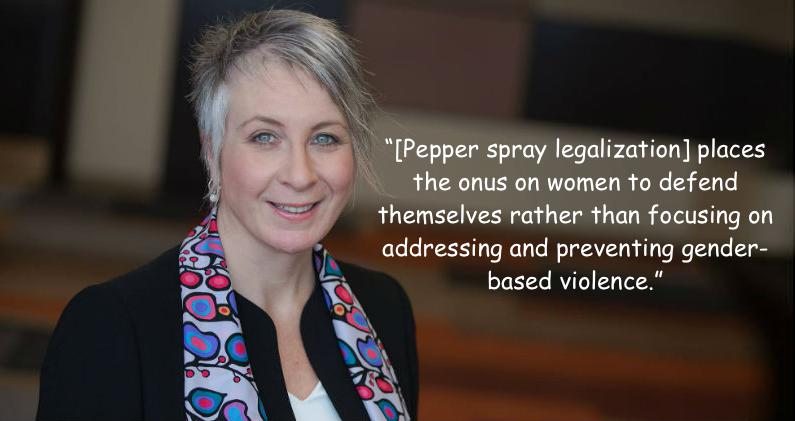 “[Pepper spray legalization] places
the onus on women to defend
themselves rather than focusing on
addressing and preventing gender-
based violence.”